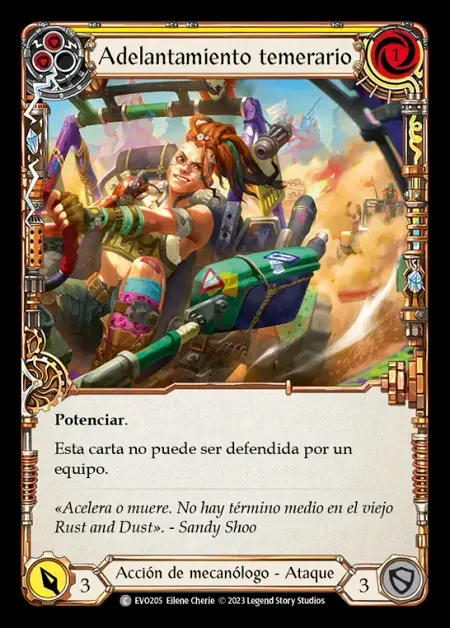 Adelantamiento temerario
1
Potenciar.
Esta carta no puede ser defendida por un
equipo.
«Acelera o muere. No hay término medio en el viejo
Rust and Dust». - Sandy Shoo
3
Acción de mecanólogo - Ataque
3
C EVO205 Eilene Cherie © 2023 Legend Story Studios